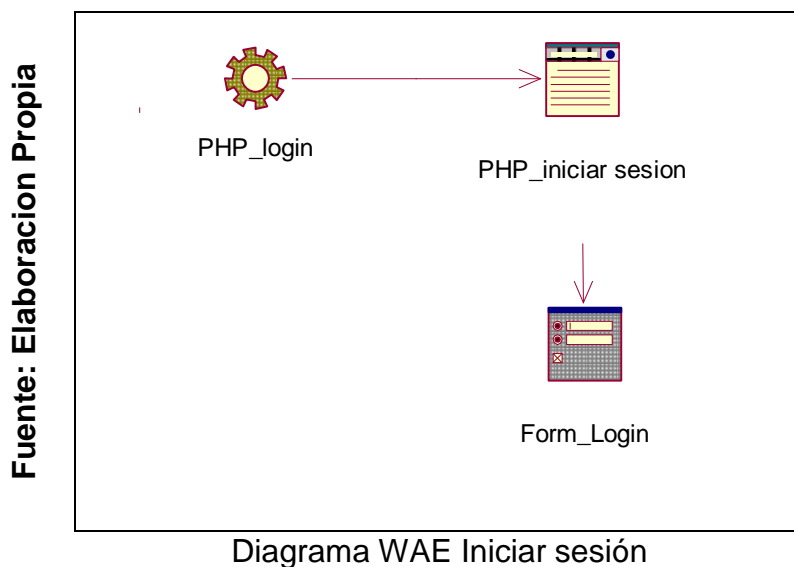 Fuente: Elaboracion Propia
PHP_login
PHP_iniciar sesion
Form_Login
Diagrama WAE Iniciar sesión